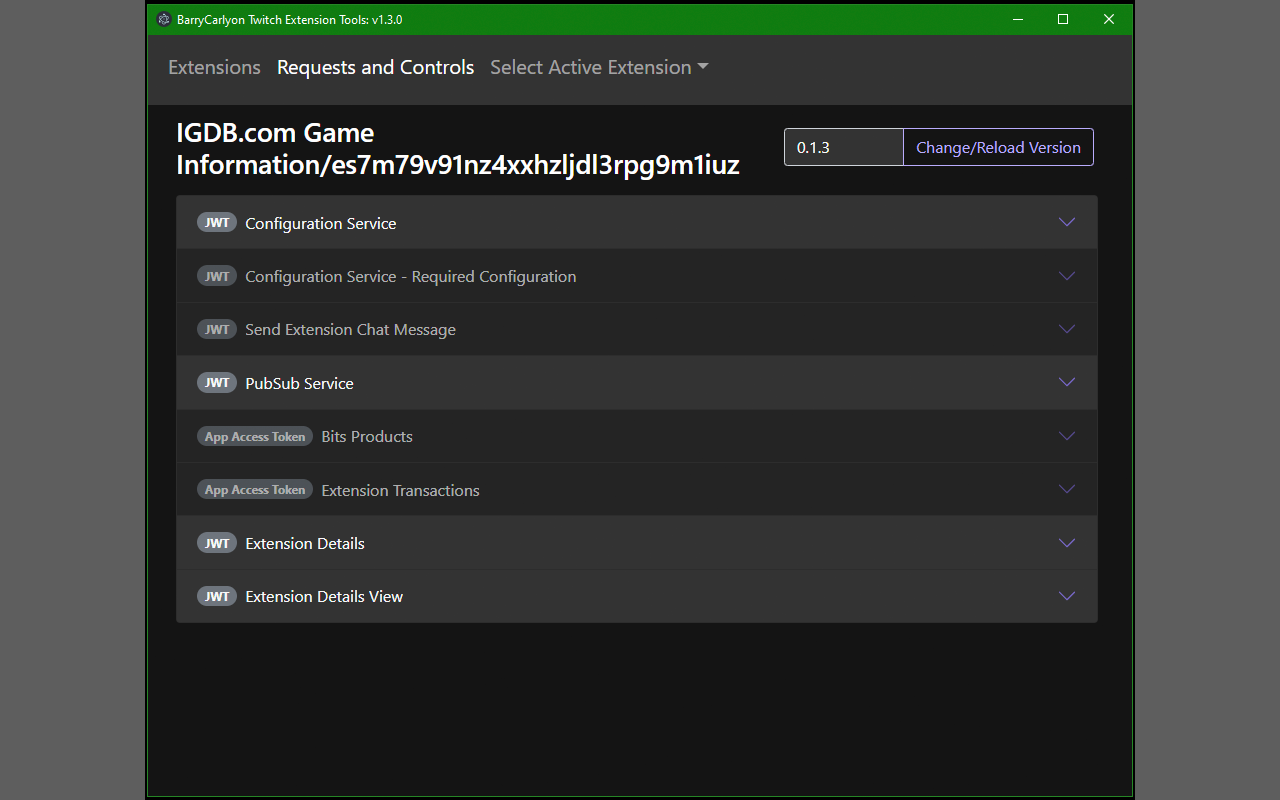 BarryCarlyon Twitch Extension Tools: v1.3.0
Extensions Requests and Controls Select Active Extension
IGDB.com Game
Information/es7m79v91nz4xxhzljdl3rpg9m1iuz
0.1.3 Change/Reload Version
JWT Configuration Service
JWT Configuration Service - Required Configuration
JWT Send Extension Chat Message
JWT PubSub Service
App Access Token Bits Products
App Access Token Extension Transactions
JWT Extension Details
JWT Extension Details View